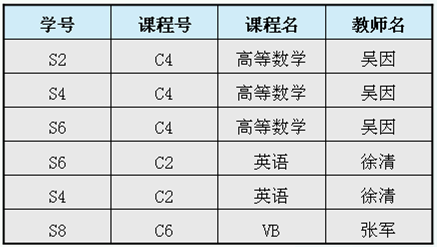 学号 课程号 课程名 教师名
S2 C4 高等数学 吴因
S4 C4 高等数学 吴因
S6 C4 高等数学 吴因
S6 C2 英语 徐清
S4 C2 英语 徐清
S8 C6 VB 张军